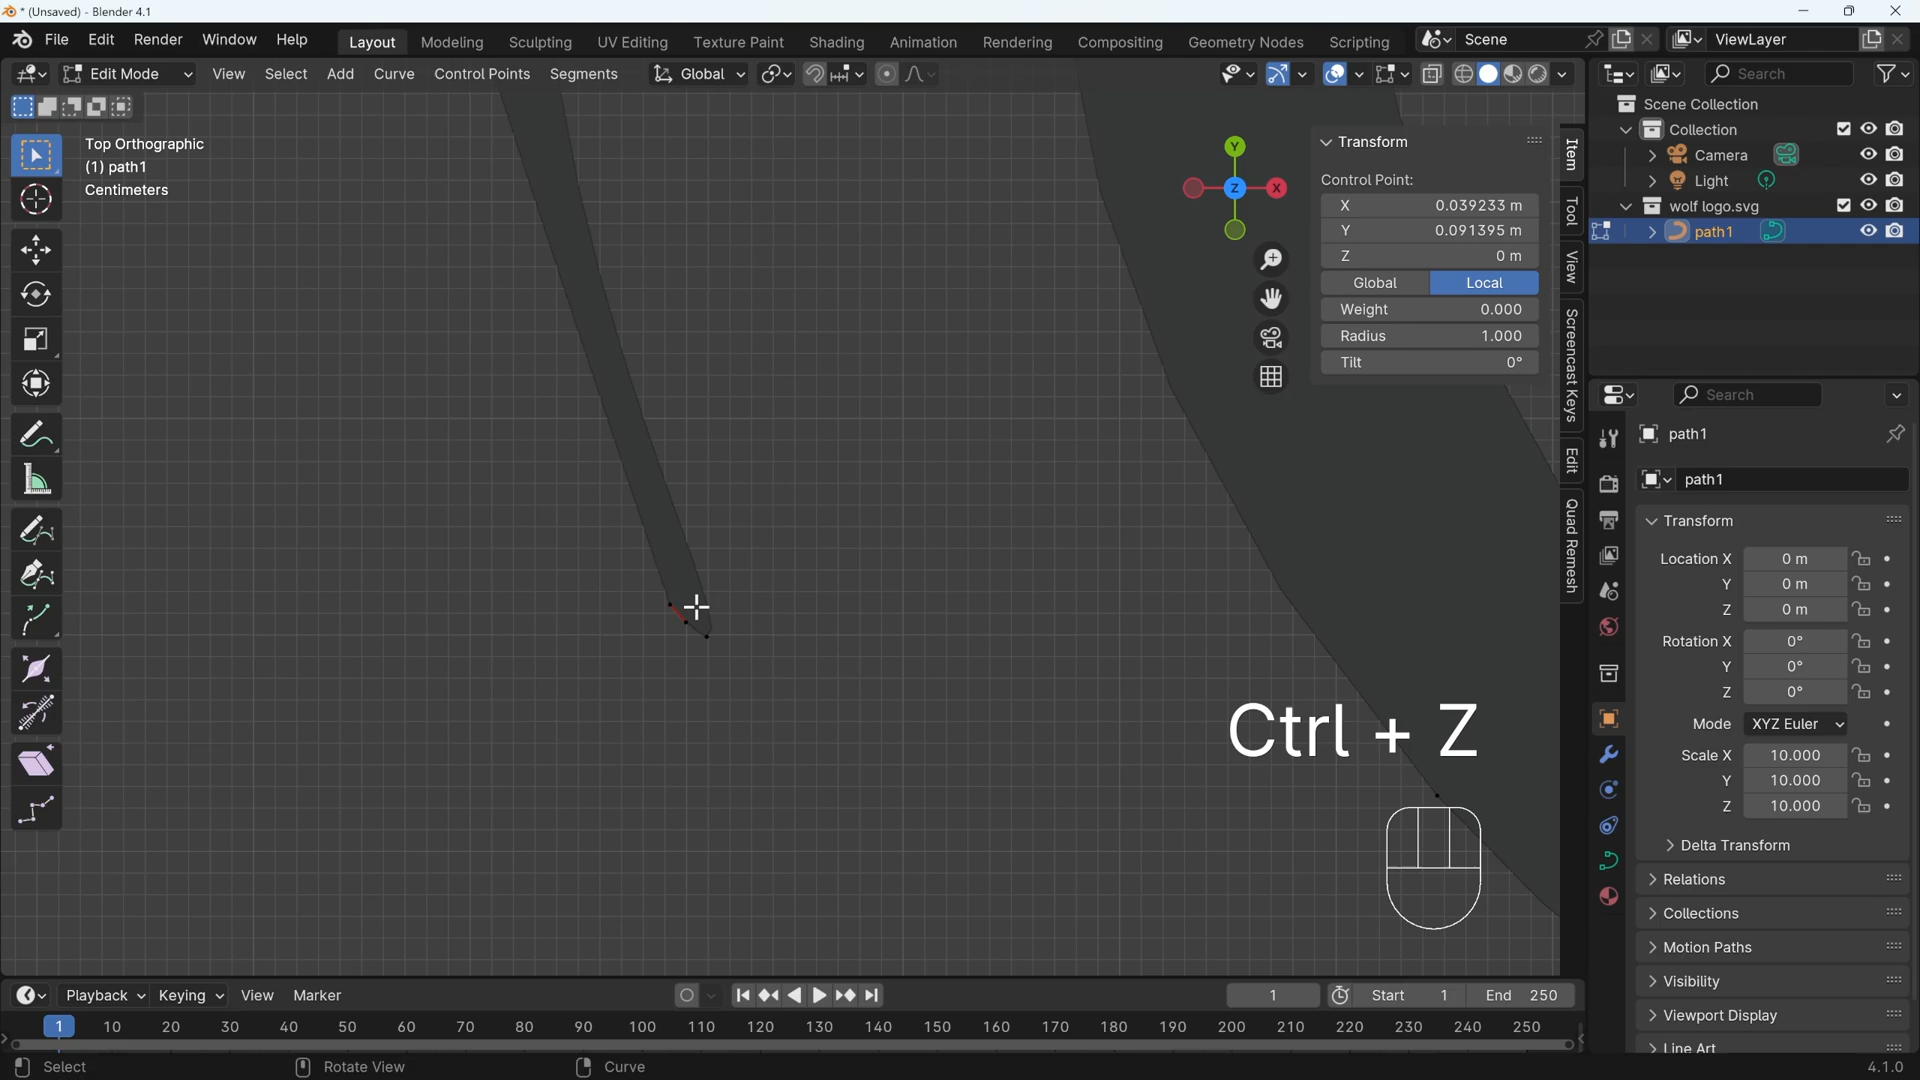 * (Unsaved) - Blender 4.1
File Edit Render Window Help
Layout Modeling Sculpting UV Editing Texture Paint Shading Animation Rendering Compositing Geometry Nodes Scripting
Scene
ViewLayer
Edit Mode View Select Add Curve Control Points Segments
Global
Search
Top Orthographic
(1) path1
Centimeters
Y
Z
X
Transform
Control Point:
X 0.039233 m
Y 0.091395 m
Z 0 m
Global Local
Weight 0.000
Radius 1.000
Tilt 0°
Item
Tool
View
Screencast Keys
Edit
Quad Remesh
Scene Collection
Collection
Camera
Light
wolf logo.svg
path1
Search
path1
path1
Transform
Location X 0 m
Y 0 m
Z 0 m
Rotation X 0°
Y 0°
Z 0°
Mode XYZ Euler
Scale X 10.000
Y 10.000
Z 10.000
Delta Transform
Relations
Collections
Motion Paths
Visibility
Viewport Display
Line Art
Ctrl + Z
Playback Keying View Marker
1
Start 1
End 250
1 10 20 30 40 50 60 70 80 90 100 110 120 130 140 150 160 170 180 190 200 210 220 230 240 250
Select
Rotate View
Curve
4.1.0